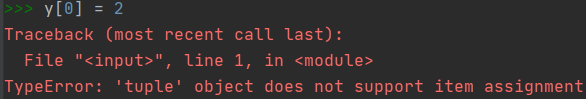 >>> y[0] = 2
Traceback (most recent call last):
  File "<input>", line 1, in <module>
TypeError: 'tuple' object does not support item assignment